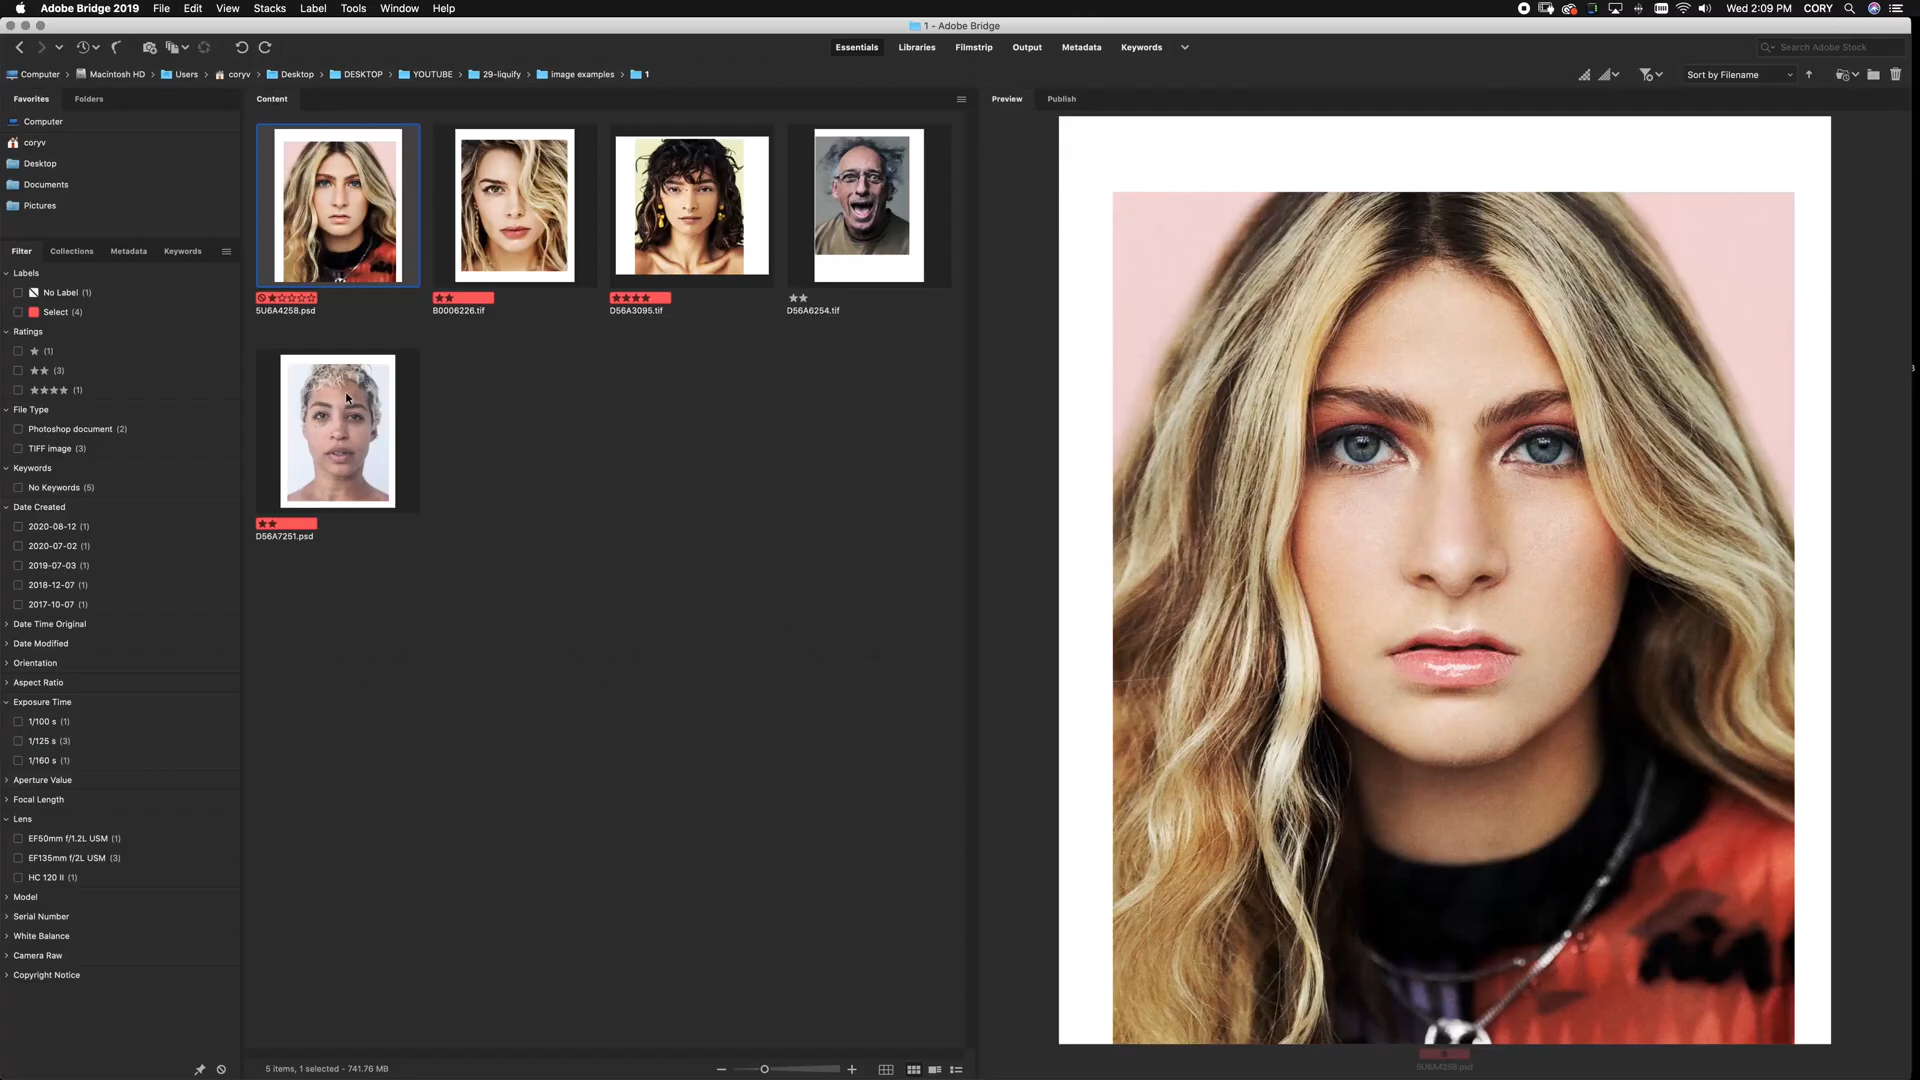 Adobe Bridge 2019 File Edit View Stacks Label Tools Window Help Wed 2:09 PM CORY
1 - Adobe Bridge
Essentials Libraries Filmstrip Output Metadata Keywords Search Adobe Stock
Computer Macintosh HD Users coryv Desktop DESKTOP YOUTUBE 29-liquify image examples 1 Sort by Filename
Favorites Folders Content Preview Publish
Computer
coryv
Desktop
Documents
Pictures
Filter Collections Metadata Keywords
Labels
No Label (1)
Select (4)
Ratings
★ (1)
★★ (3)
★★★★ (1)
File Type
Photoshop document (2)
TIFF image (3)
Keywords
No Keywords (5)
Date Created
2020-08-12 (1)
2020-07-02 (1)
2019-07-03 (1)
2018-12-07 (1)
2017-10-07 (1)
Date Time Original
Date Modified
Orientation
Aspect Ratio
Exposure Time
1/100 s (1)
1/125 s (3)
1/160 s (1)
Aperture Value
Focal Length
Lens
EF50mm f/1.2L USM (1)
EF135mm f/2L USM (3)
HC 120 II (1)
Model
Serial Number
White Balance
Camera Raw
Copyright Notice
5U6A4258.psd B0006226.tif D56A3095.tif D56A6254.tif
D56A7251.psd
5 items, 1 selected - 741.76 MB
5U6A4258.psd